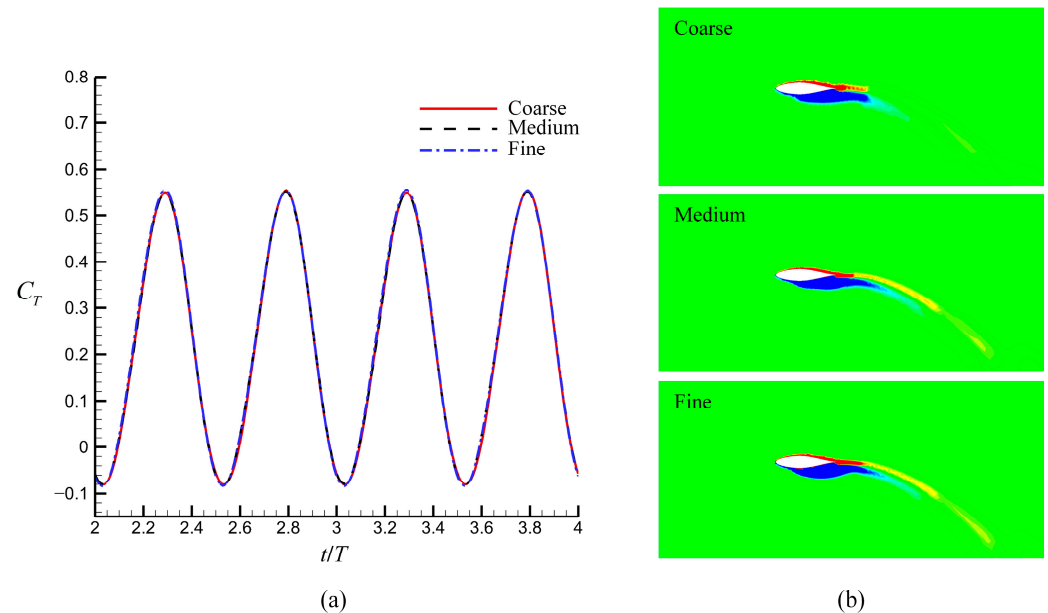 0.8
0.7
0.6
0.5
0.4
0.3
0.2
0.1
0
−0.1
C_T
Coarse
Medium
Fine
2 2.2 2.4 2.6 2.8 3 3.2 3.4 3.6 3.8 4
t/T
(a)
Coarse
Medium
Fine
(b)